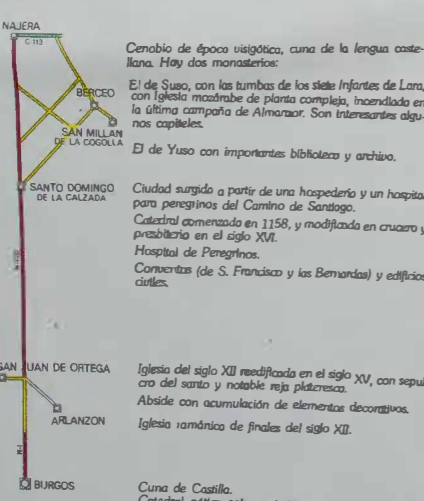 NAJERA
C-113
Cenobio de época visigótica, cuna de la lengua caste-
llana. Hay dos monasterios:
BERCEO
El de Suso, con las tumbas de los siete Infantes de Lara,
con Iglesia mozárabe de planta compleja, incendiada en
la última campaña de Almanzor. Son interesantes algu-
nos capiteles.
SAN MILLAN
DE LA COGOLLA
El de Yuso con importantes biblioteca y archivo.
SANTO DOMINGO
DE LA CALZADA
Ciudad surgida a partir de una hospedería y un hospital
para peregrinos del Camino de Santiago.
Catedral comenzada en 1158, y modificada en crucero y
presbiterio en el siglo XVI.
Hospital de Peregrinos.
Conventos (de S. Francisco y las Bernardas) y edificios
civiles.
SAN JUAN DE ORTEGA
Iglesia del siglo XII reedificada en el siglo XV, con sepul
cro del santo y notable reja plateresca.
Abside con acumulación de elementos decorativos.
ARLANZON
Iglesia románica de finales del siglo XII.
BURGOS
Cuna de Castilla.